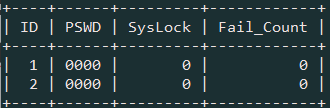 +----+------+---------+------------+
| ID | PSWD | SysLock | Fail_Count |
+----+------+---------+------------+
|  1 | 0000 |       0 |          0 |
|  2 | 0000 |       0 |          0 |
+----+------+---------+------------+